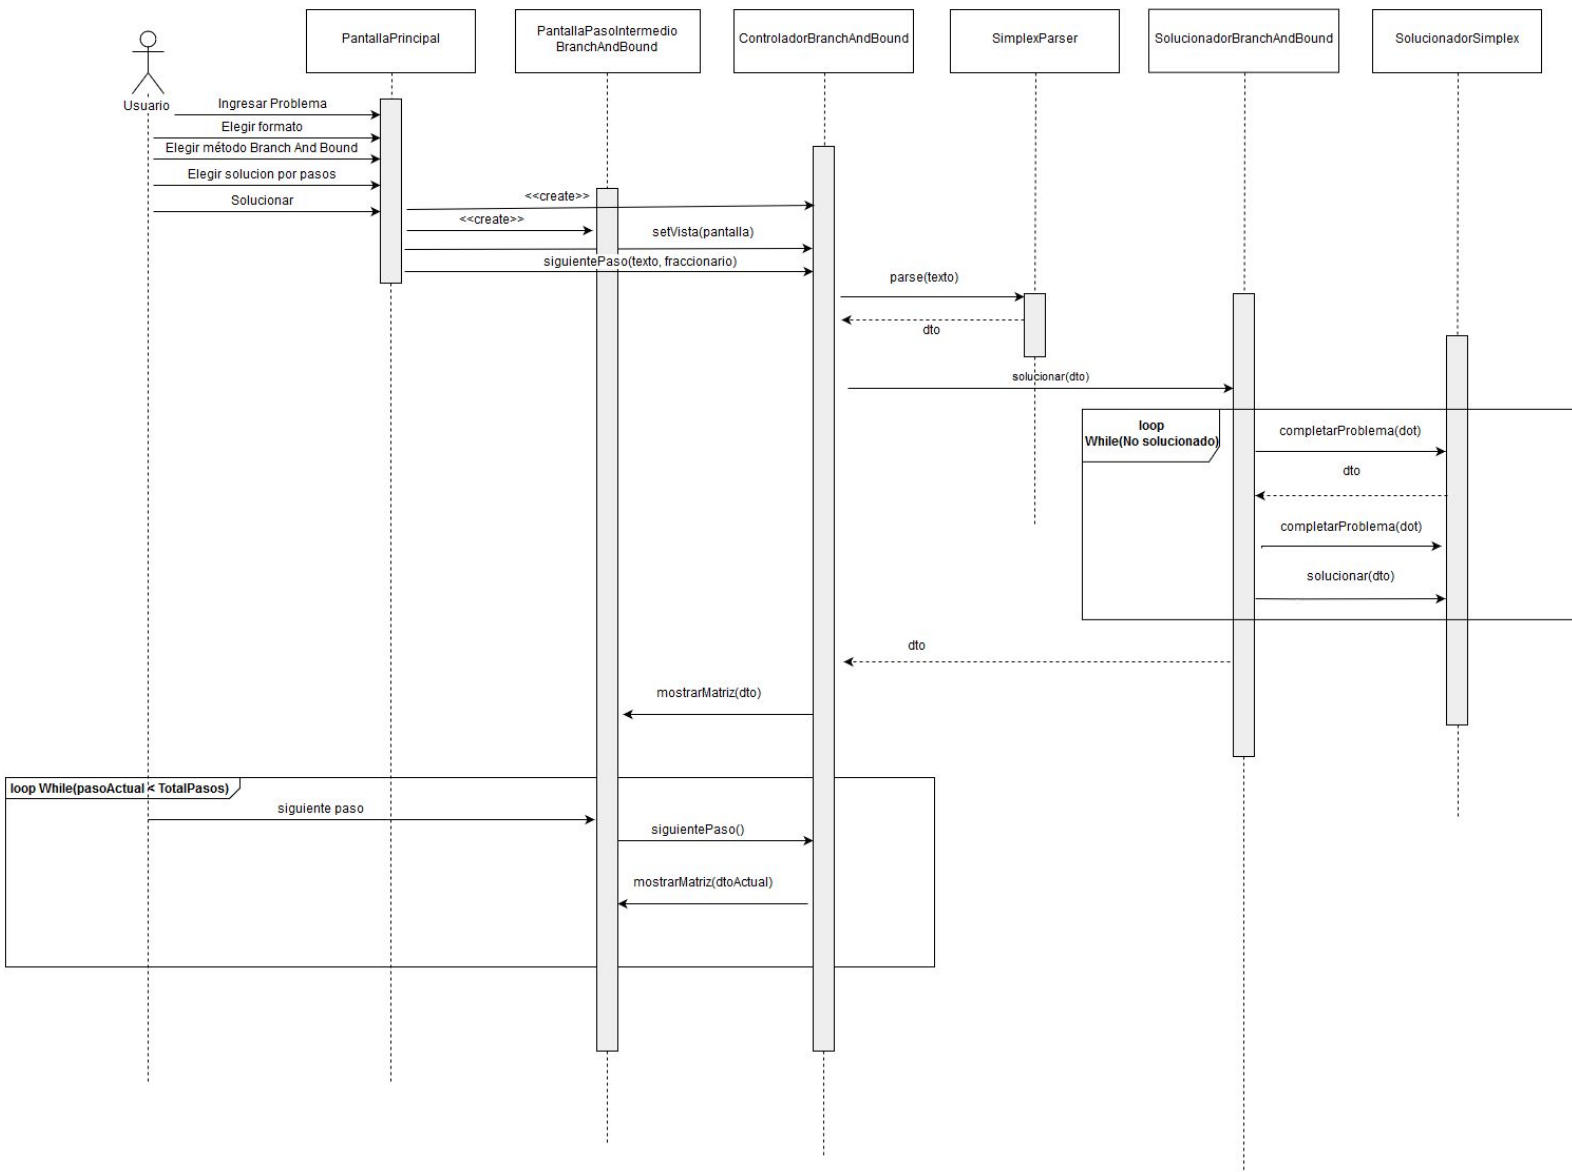 PantallaPrincipal
PantallaPasoIntermedio
BranchAndBound
ControladorBranchAndBound
SimplexParser
SolucionadorBranchAndBound
SolucionadorSimplex
Usuario
Ingresar Problema
Elegir formato
Elegir método Branch And Bound
Elegir solucion por pasos
Solucionar
<<create>>
<<create>>
setVista(pantalla)
siguientePaso(texto, fraccionario)
parse(texto)
dto
solucionar(dto)
loop
While(No solucionado)
completarProblema(dot)
dto
completarProblema(dot)
solucionar(dto)
dto
mostrarMatriz(dto)
loop While(pasoActual < TotalPasos)
siguiente paso
siguientePaso()
mostrarMatriz(dtoActual)